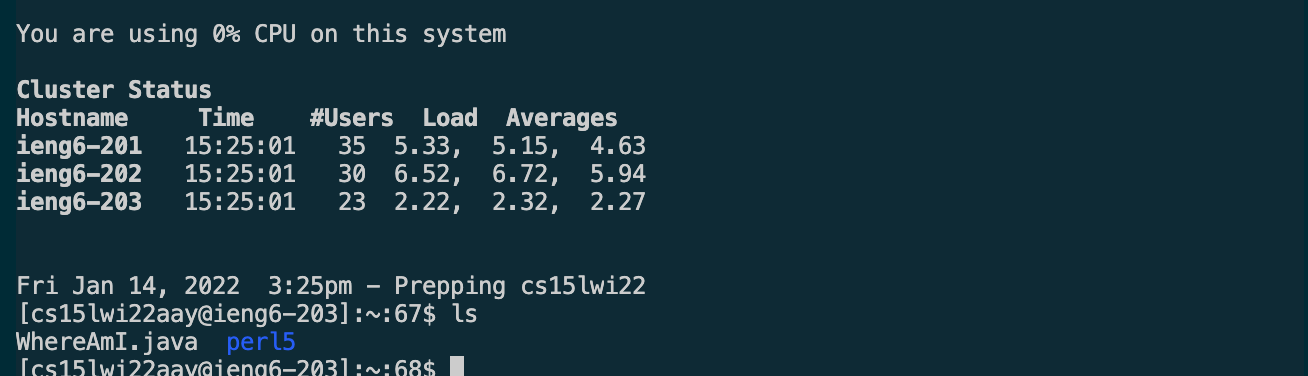 You are using 0% CPU on this system
Cluster Status
Hostname     Time    #Users  Load  Averages
ieng6-201   15:25:01   35  5.33,  5.15,  4.63
ieng6-202   15:25:01   30  6.52,  6.72,  5.94
ieng6-203   15:25:01   23  2.22,  2.32,  2.27
Fri Jan 14, 2022  3:25pm - Prepping cs15lwi22
[cs15lwi22aay@ieng6-203]:~:67$ ls
WhereAmI.java  perl5
[cs15lwi22aay@ieng6-203]:~:68$